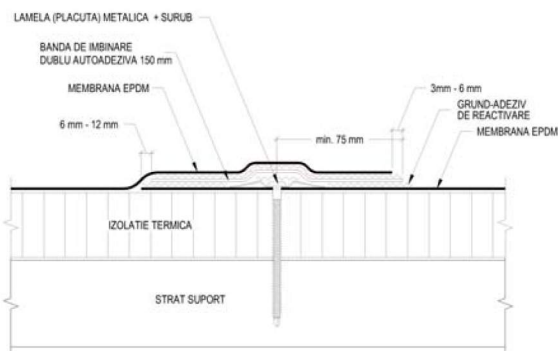 LAMELA (PLACUTA) METALICA + SURUB
BANDA DE IMBINARE
DUBLU AUTOADEZIVA 150 mm
MEMBRANA EPDM
6 mm - 12 mm
3mm - 6 mm
GRUND-ADEZIV
DE REACTIVARE
min. 75 mm
MEMBRANA EPDM
IZOLATIE TERMICA
STRAT SUPORT